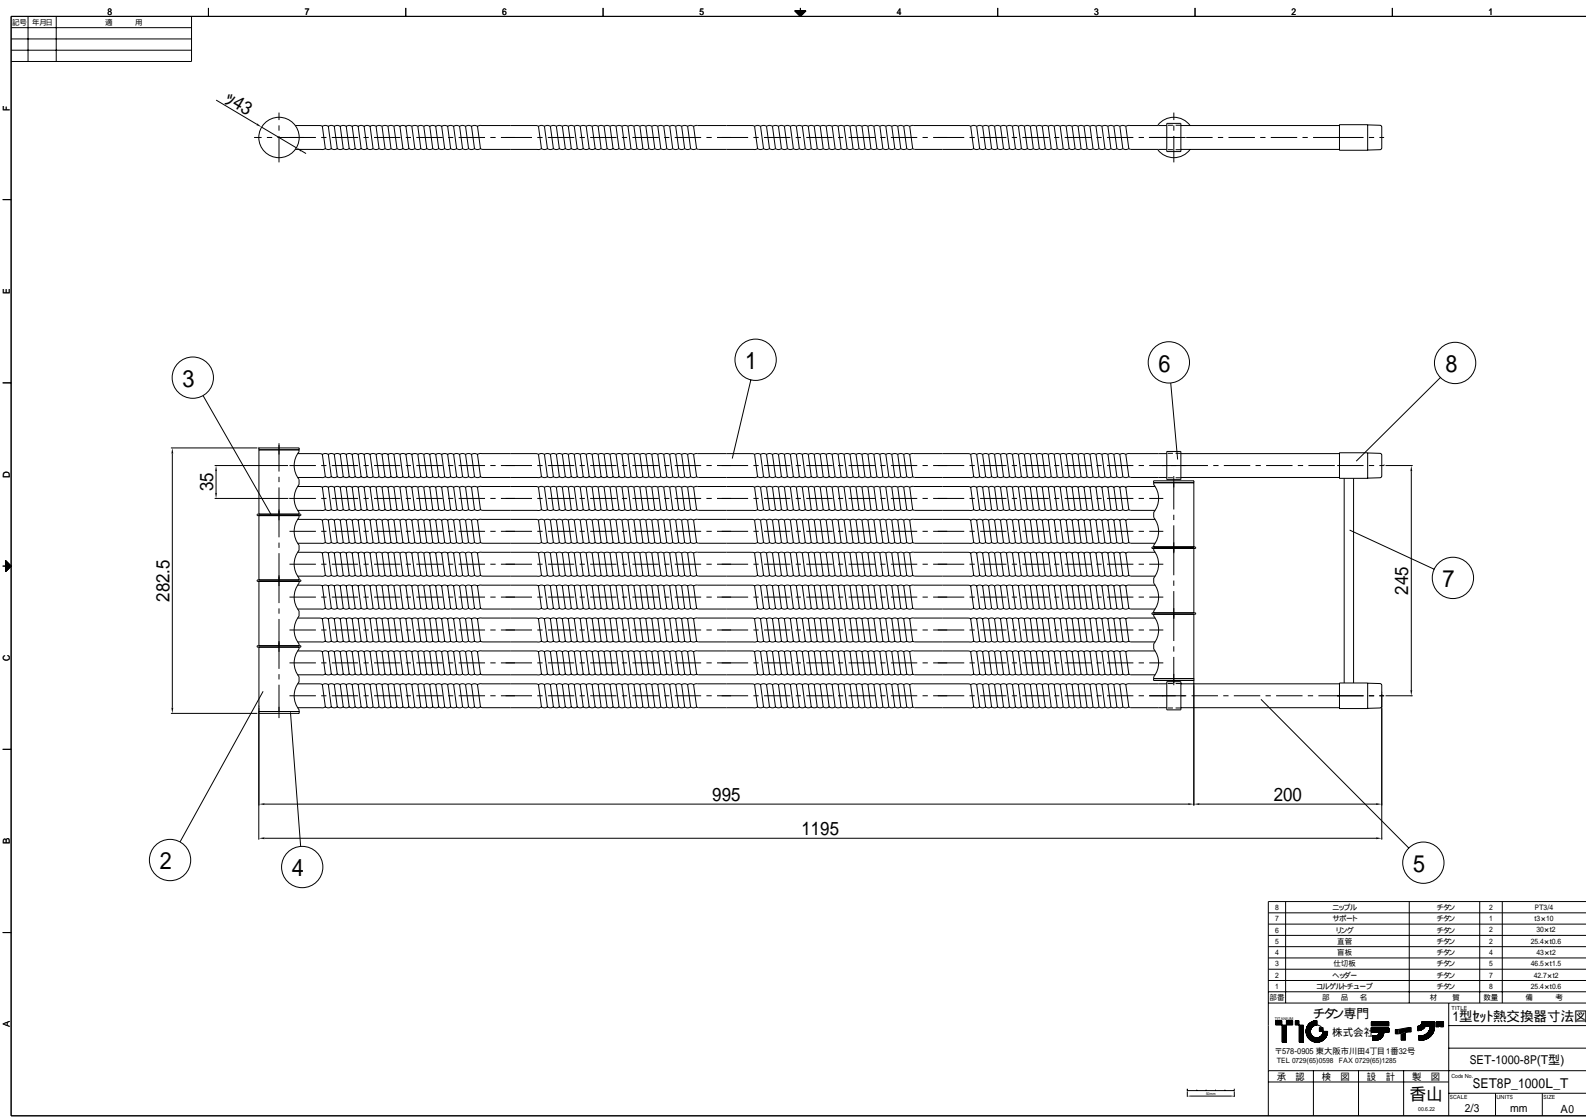 8 7 6 5 4 3 2 1
記号 年月日 適 用
F
E
D
C
B
A
ッ43
1
6
8
3
35
282.5
245
7
995
200
1195
2
4
5
8 ニップル チタン 2 PT3/4
7 サポート チタン 1 t3×10
6 リング チタン 2 30×t2
5 直管 チタン 2 25.4×t0.6
4 盲板 チタン 4 43×t2
3 仕切板 チタン 5 46.5×t1.5
2 ヘッダー チタン 7 42.7×t2
1 コルゲルトチューブ チタン 8 25.4×t0.6
部番 部 品 名 材 質 数量 備 考
チタン専門
TITANIUM
TIG 株式会社 ティグ
〒578-0905 東大阪市川田4丁目1番32号
TEL 0729(65)0598 FAX 0729(65)1285
TITLE
1型セット熱交換器寸法図
SET-1000-8P(T型)
承 認 検 図 設 計 製 図
香山
00.6.22
Code No.
SET8P_1000L_T
SCALE UNITS SIZE
2/3 mm A0